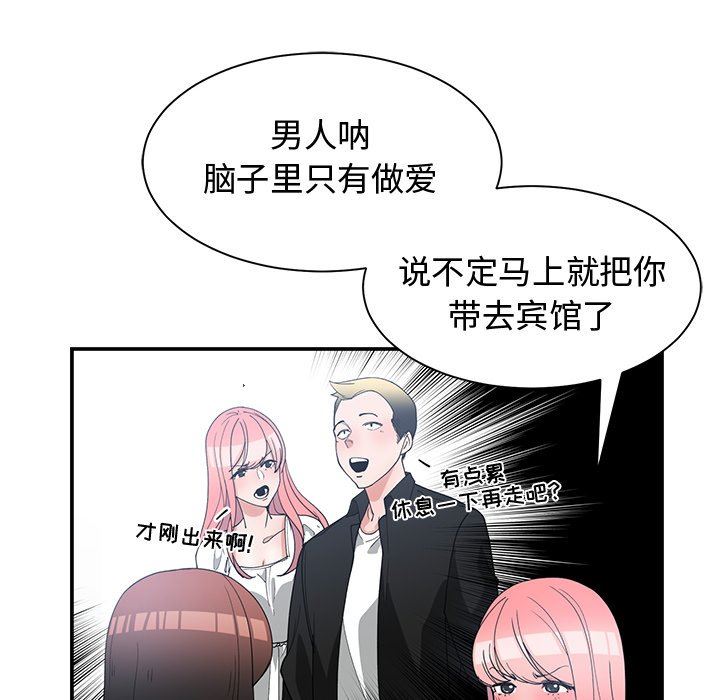 男人呐
脑子里只有做爱
说不定马上就把你
带去宾馆了
有点累
休息一下再走吧?
才刚出来啊!